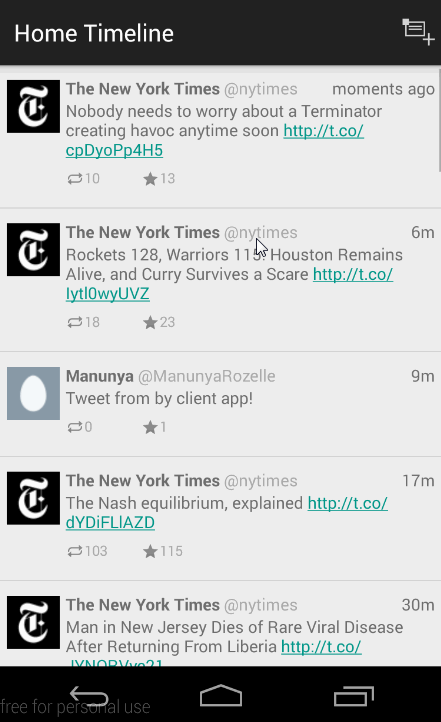 Home Timeline
The New York Times @nytimes moments ago
Nobody needs to worry about a Terminator
creating havoc anytime soon http://t.co/
cpDyoPp4H5
10 13
The New York Times @nytimes 6m
Rockets 128, Warriors Houston Remains
Alive, and Curry Survives a Scare http://t.co/
Iytl0wyUVZ
18 23
Manunya @ManunyaRozelle 9m
Tweet from by client app!
0 1
The New York Times @nytimes 17m
The Nash equilibrium, explained http://t.co/
dYDiFLlAZD
103 115
The New York Times @nytimes 30m
Man in New Jersey Dies of Rare Viral Disease
After Returning From Liberia http://t.co/
free for personal use